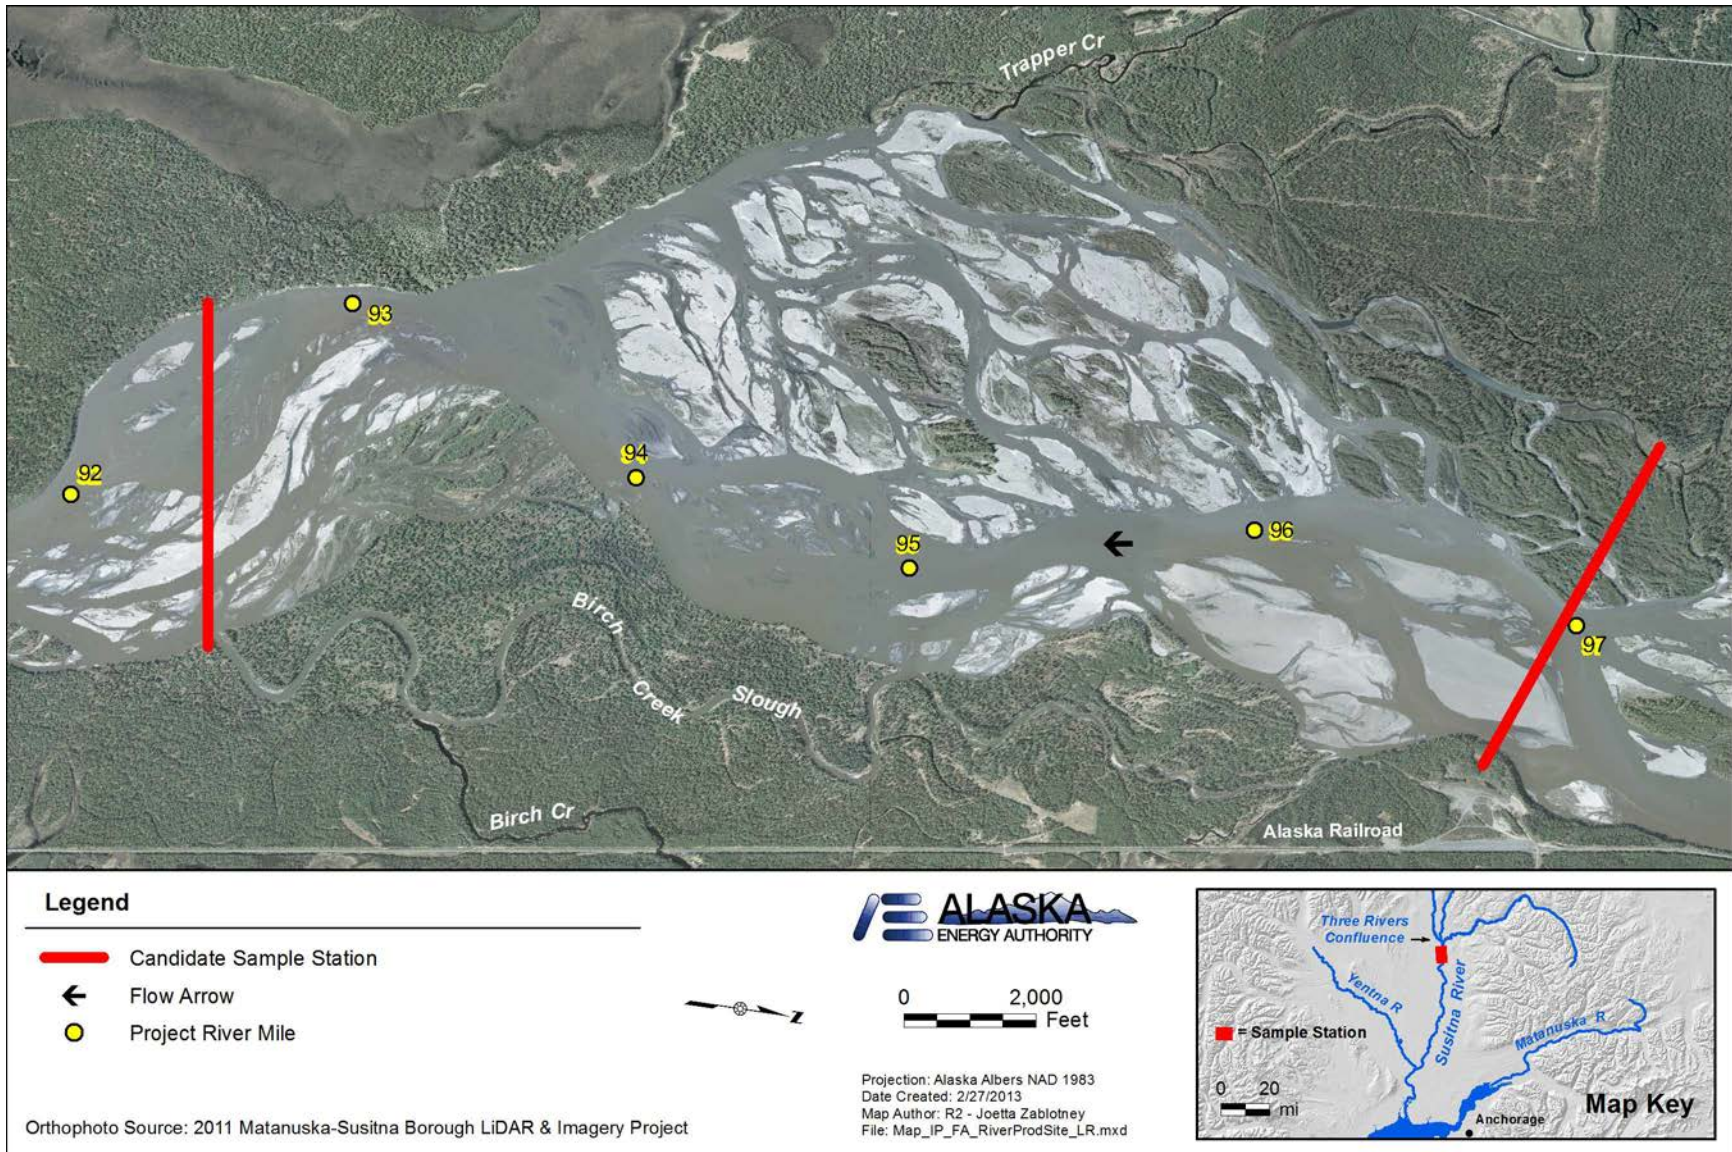 Trapper Cr
93
92
94
95
96
97
Birch
Creek
Slough
Birch Cr
Alaska Railroad
Legend
Candidate Sample Station
Flow Arrow
Project River Mile
Orthophoto Source: 2011 Matanuska-Susitna Borough LiDAR & Imagery Project
Z
ALASKA
ENERGY AUTHORITY
0 2,000
Feet
Projection: Alaska Albers NAD 1983
Date Created: 2/27/2013
Map Author: R2 - Joetta Zablotney
File: Map_IP_FA_RiverProdSite_LR.mxd
Three Rivers
Confluence
Yentna R
Susitna River
Matanuska R
= Sample Station
0 20
mi
Anchorage
Map Key